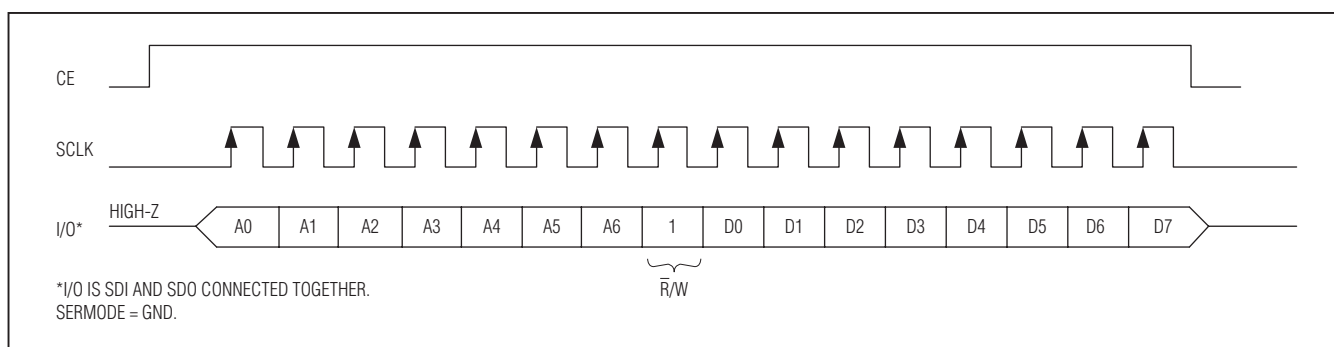 CE
SCLK
HIGH-Z
I/O*
A0 A1 A2 A3 A4 A5 A6 1 D0 D1 D2 D3 D4 D5 D6 D7
R̅/W
*I/O IS SDI AND SDO CONNECTED TOGETHER.
SERMODE = GND.